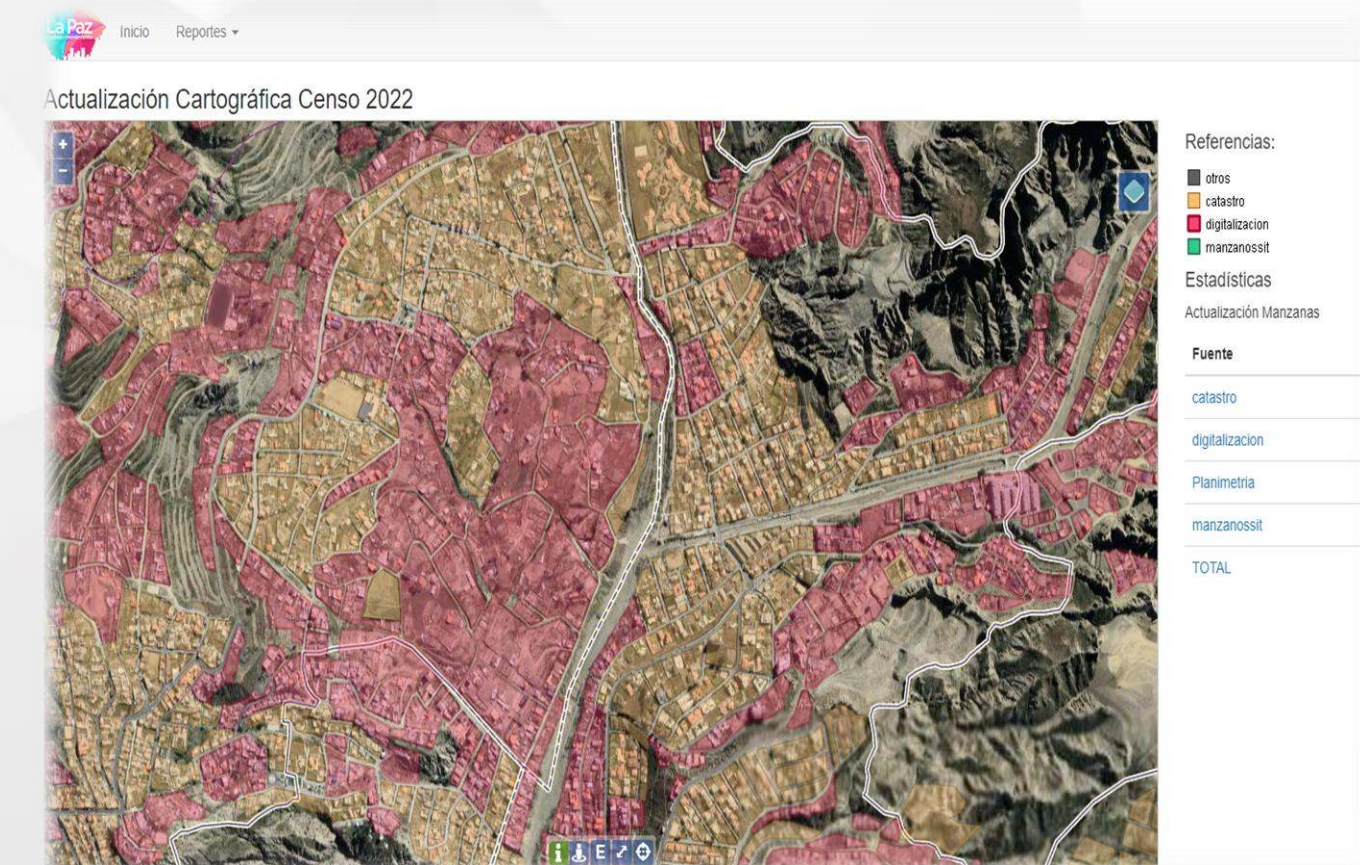 La Paz
Inicio
Reportes
Actualización Cartográfica Censo 2022
+
-
Referencias:
otros
catastro
digitalizacion
manzanossit
Estadísticas
Actualización Manzanas
Fuente
catastro
digitalizacion
Planimetria
manzanossit
TOTAL
E